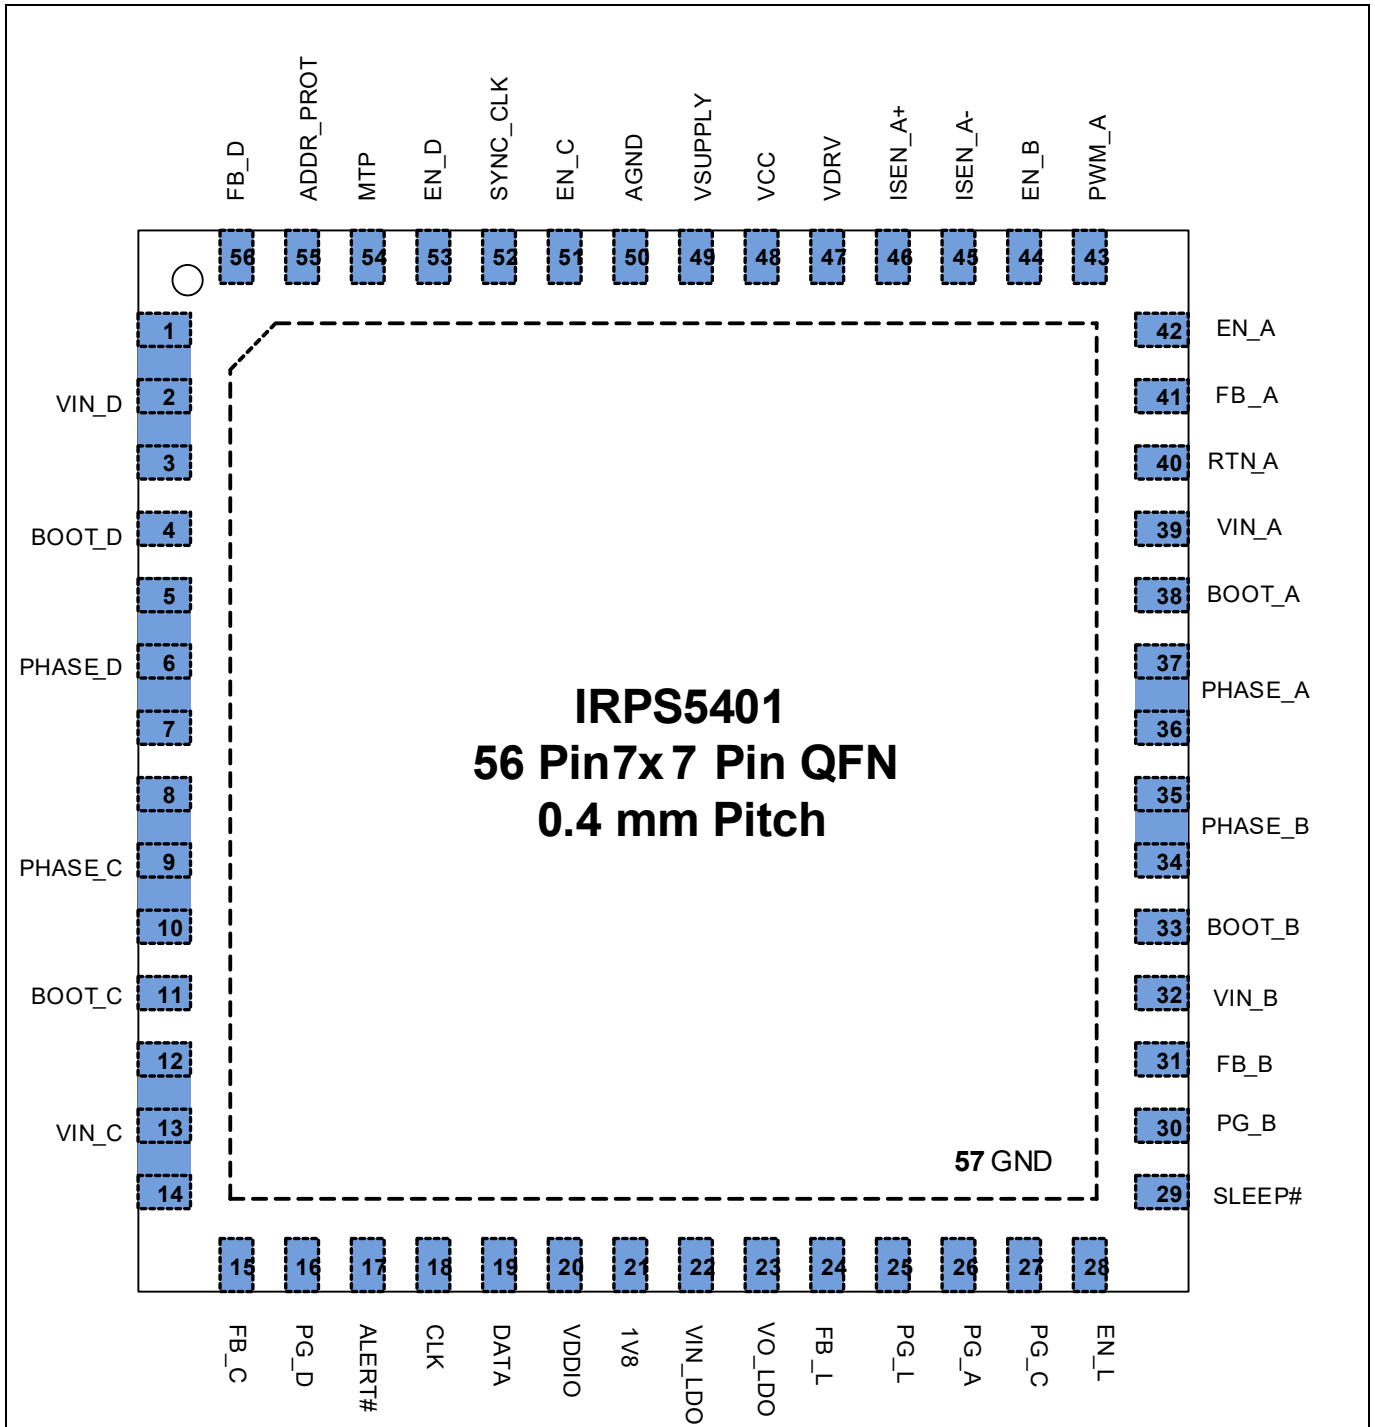 FB_D
ADDR_PROT
MTP
EN_D
SYNC_CLK
EN_C
AGND
VSUPPLY
VCC
VDRV
ISEN_A+
ISEN_A-
EN_B
PWM_A
56
55
54
53
52
51
50
49
48
47
46
45
44
43
1
VIN_D 2
3
BOOT_D 4
5
PHASE_D 6
7
8
PHASE_C 9
10
BOOT_C 11
12
VIN_C 13
14
IRPS5401
56 Pin7x 7 Pin QFN
0.4 mm Pitch
57 GND
42 EN_A
41 FB_A
40 RTN_A
39 VIN_A
38 BOOT_A
37
PHASE_A
36
35
PHASE_B
34
33 BOOT_B
32 VIN_B
31 FB_B
30 PG_B
29 SLEEP#
15
16
17
18
19
20
21
22
23
24
25
26
27
28
FB_C
PG_D
ALERT#
CLK
DATA
VDDIO
1V8
VIN_LDO
VO_LDO
FB_L
PG_L
PG_A
PG_C
EN_L